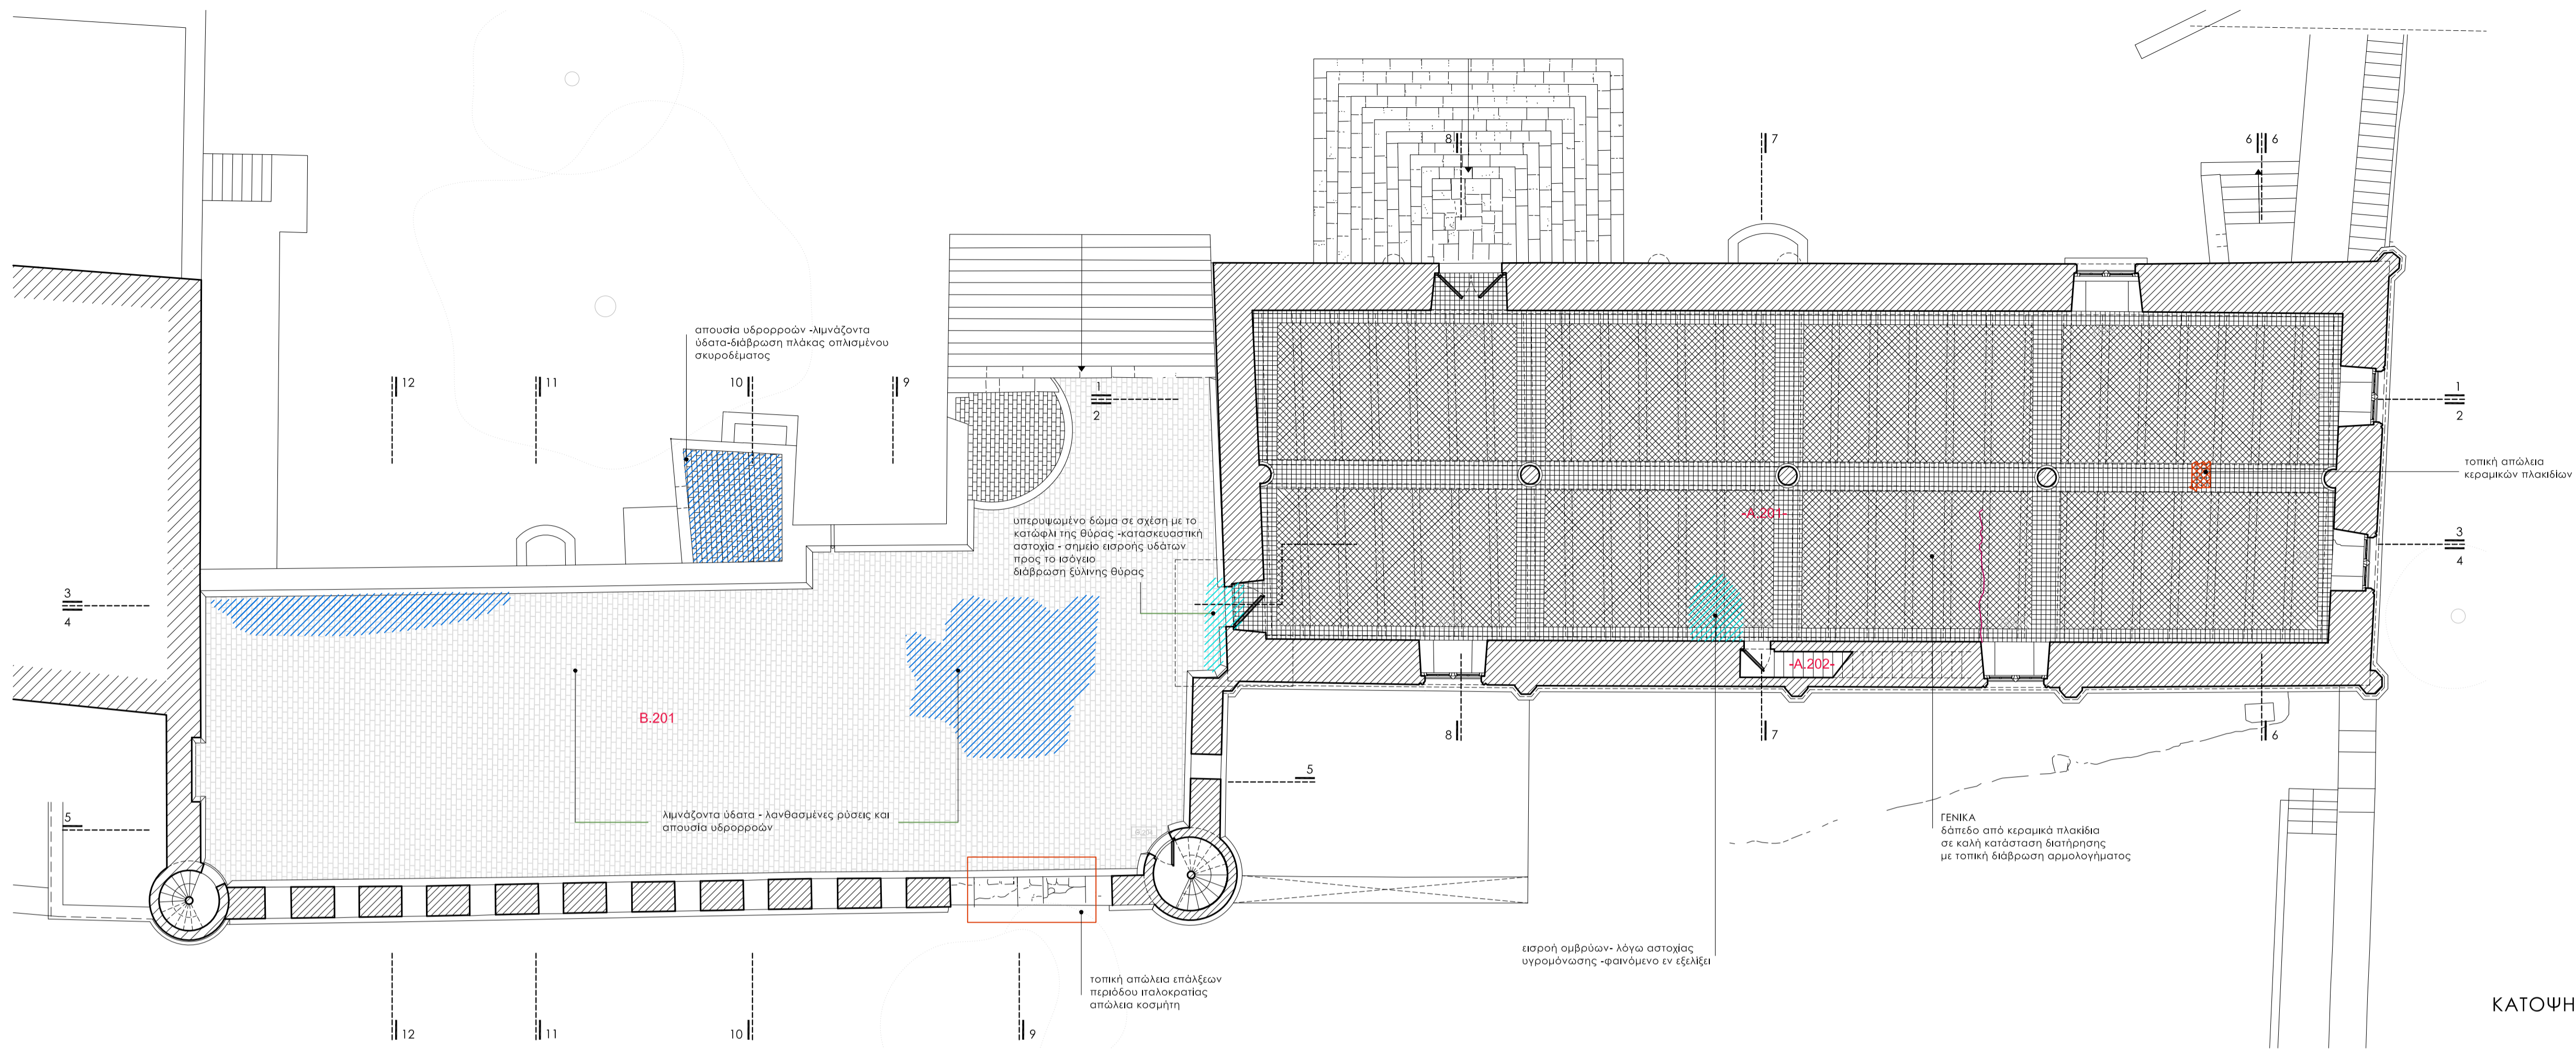 8
7
6
6
απουσία υδρορροών -λιμνάζοντα
ύδατα-διάβρωση πλάκας οπλισμένου
σκυροδέματος
12
11
10
9
1
2
1
2
τοπική απώλεια
κεραμικών πλακιδίων
υπερυψωμένο δώμα σε σχέση με το
κατώφλι της θύρας -κατασκευαστική
αστοχία - σημείο εισροής υδάτων
προς το ισόγειο
διάβρωση ξύλινης θύρας
-A.201-
3
4
3
4
-A.202-
B.201
8
7
6
5
5
λιμνάζοντα ύδατα - λανθασμένες ρύσεις και
απουσία υδρορροών
ΓΕΝΙΚΑ
δάπεδο από κεραμικά πλακίδια
σε καλή κατάσταση διατήρησης
με τοπική διάβρωση αρμολογήματος
εισροή ομβρύων- λόγω αστοχίας
υγρομόνωσης -φαινόμενο εν εξελίξει
τοπική απώλεια επάλξεων
περιόδου ιταλοκρατίας
απώλεια κοσμήτη
ΚΑΤΟΨΗ
12
11
10
9